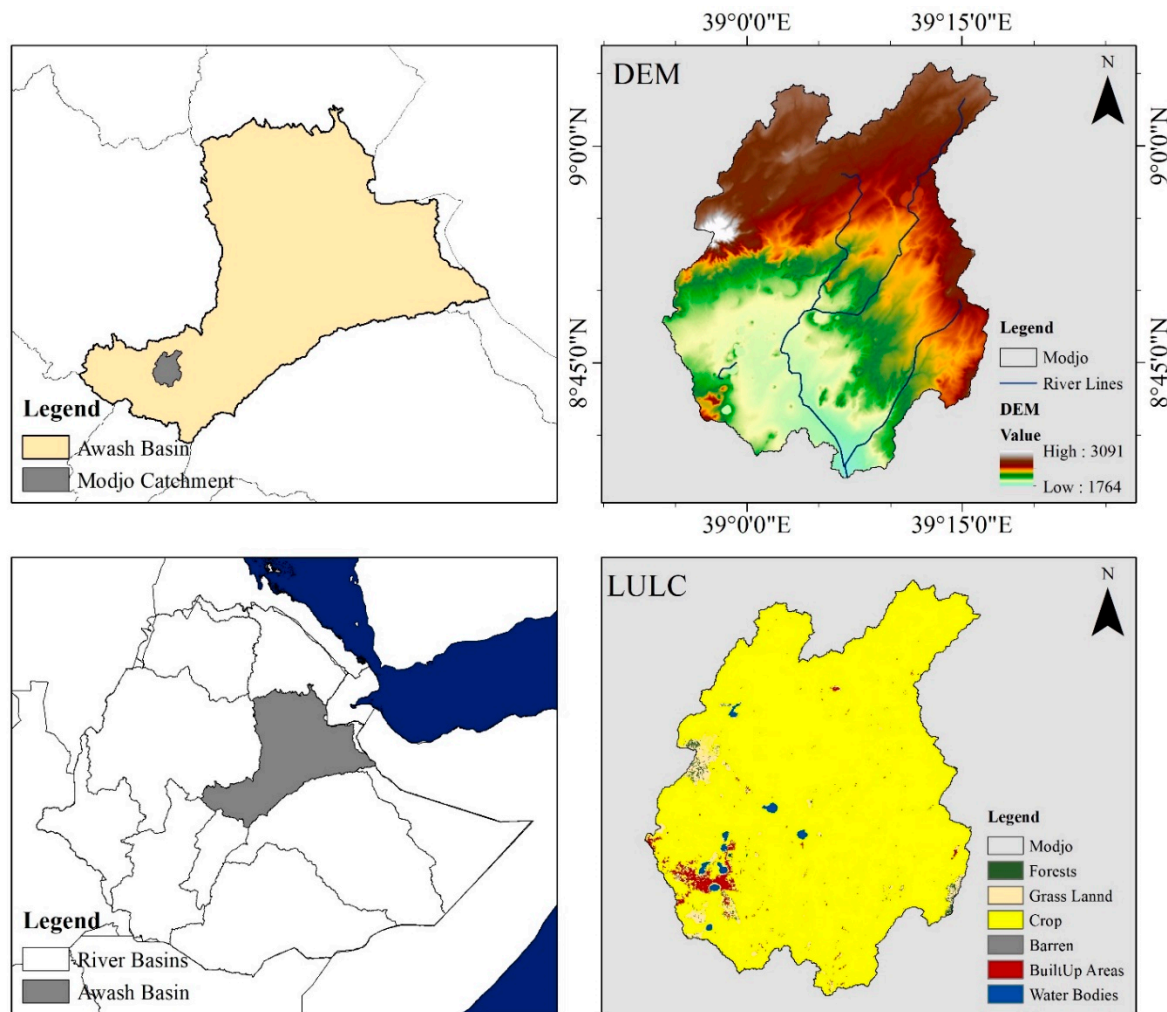 Legend
Awash Basin
Modjo Catchment
39°0'0"E 39°15'0"E
DEM
N
9°0'0"N
8°45'0"N
9°0'0"N
8°45'0"N
Legend
Modjo
River Lines
DEM
Value
High : 3091
Low : 1764
39°0'0"E 39°15'0"E
Legend
River Basins
Awash Basin
LULC
N
Legend
Modjo
Forests
Grass Lannd
Crop
Barren
BuiltUp Areas
Water Bodies